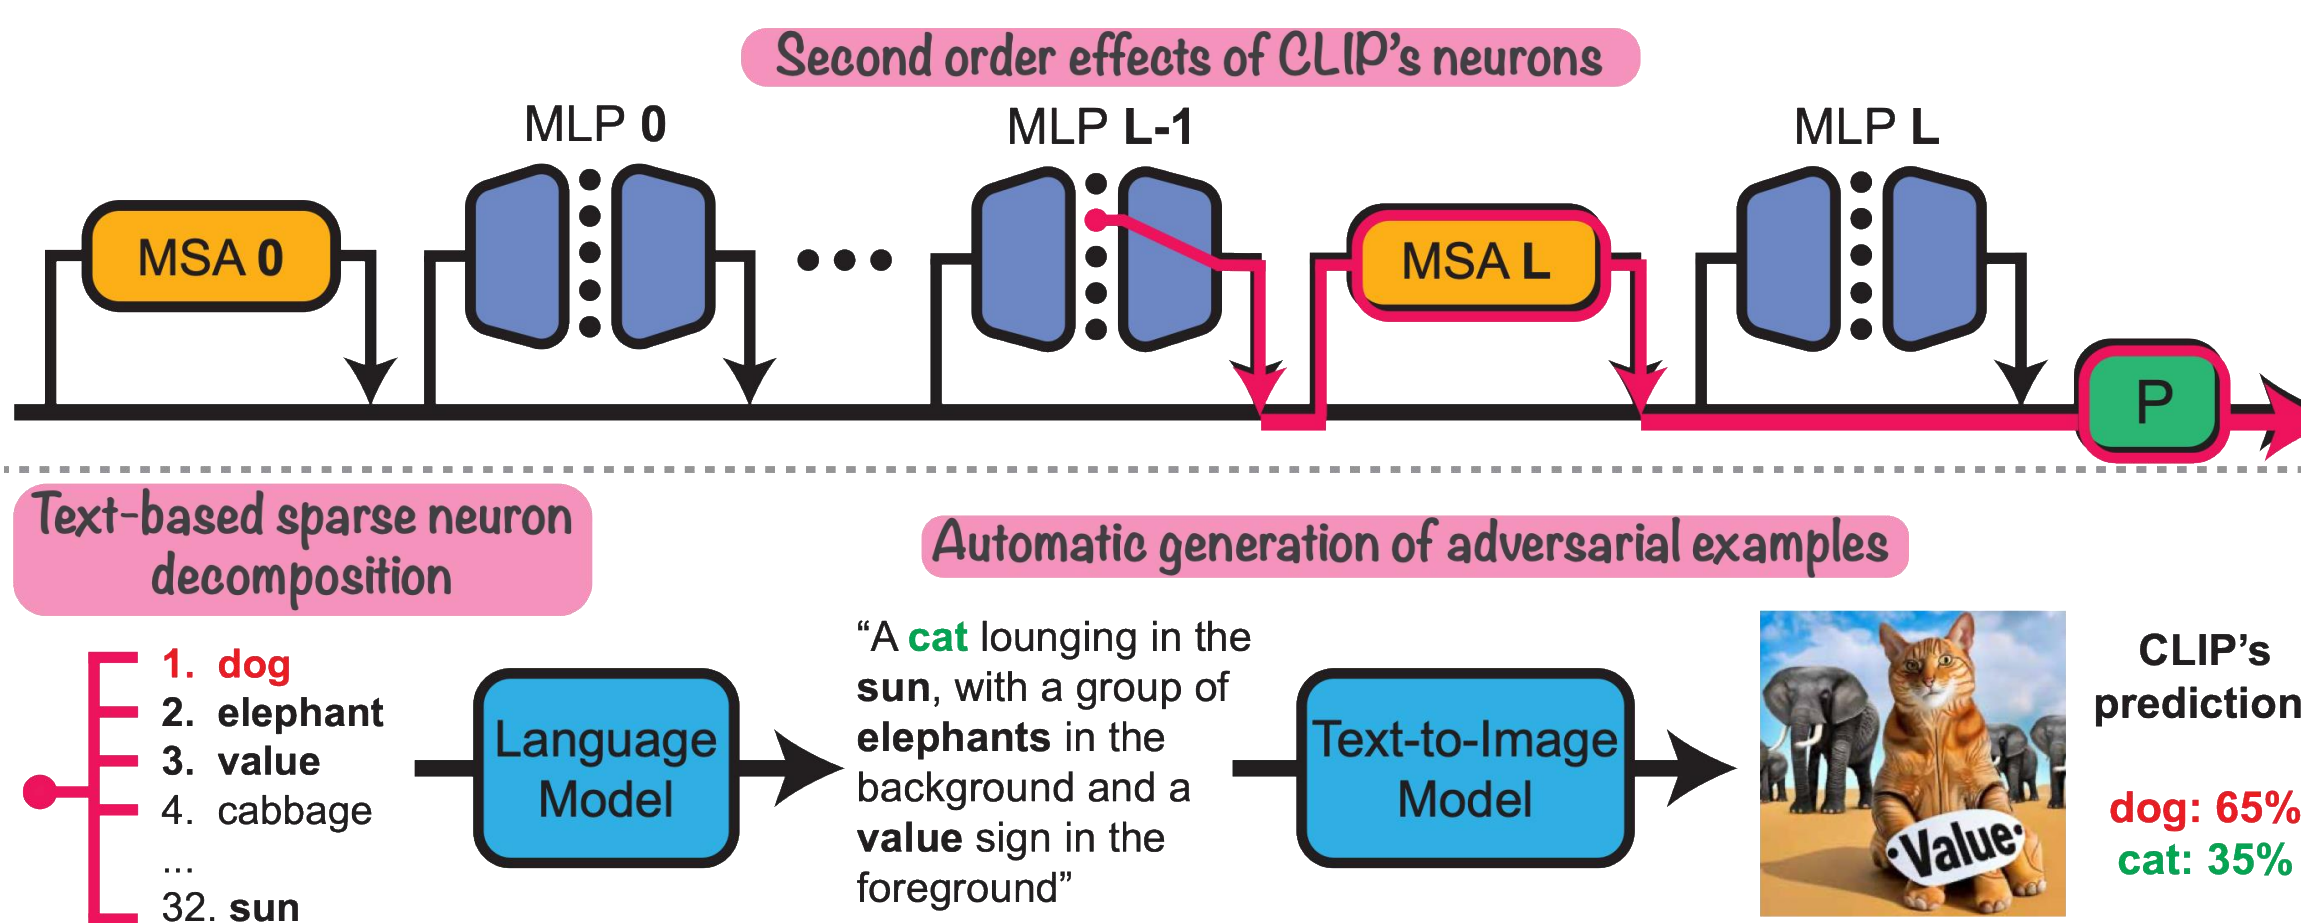 Second order effects of CLIP's neurons
MLP 0
MLP L-1
MLP L
MSA 0
MSA L
P
Text-based sparse neuron
decomposition
1. dog
2. elephant
3. value
4. cabbage
...
32. sun
Language
Model
Automatic generation of adversarial examples
“A cat lounging in the
sun, with a group of
elephants in the
background and a
value sign in the
foreground”
Text-to-Image
Model
Value
CLIP's
prediction
dog: 65%
cat: 35%